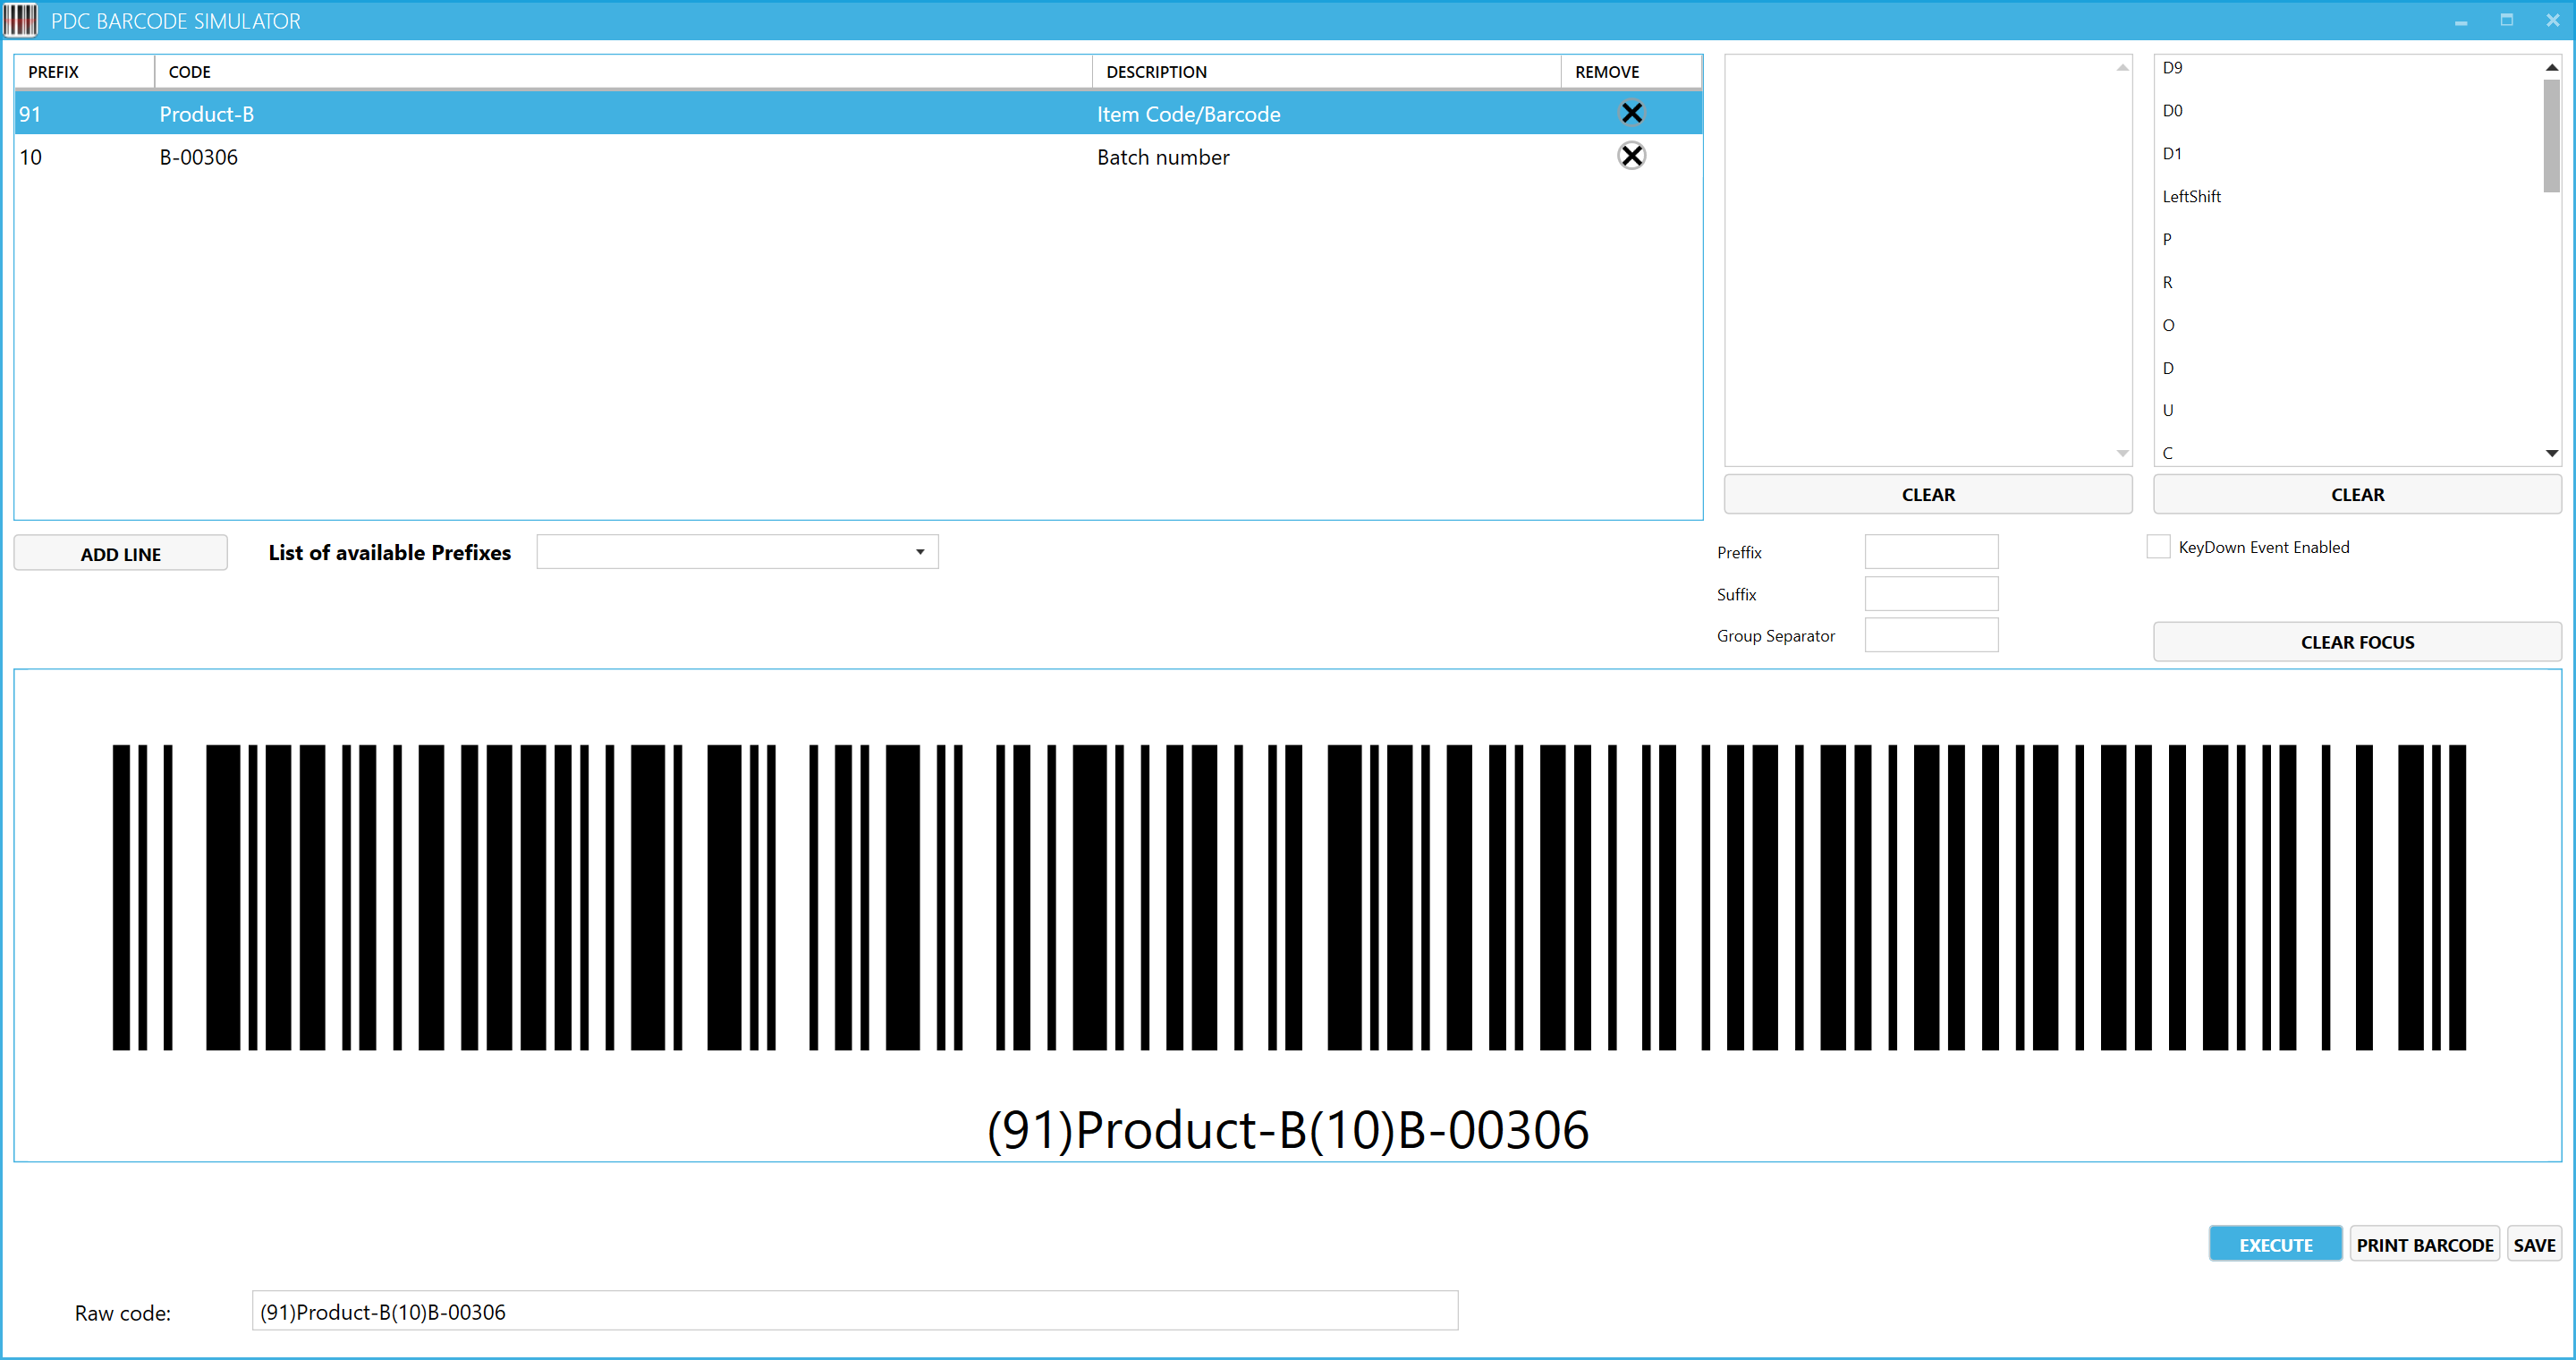 PDC BARCODE SIMULATOR
PREFIX CODE DESCRIPTION REMOVE
91 Product-B Item Code/Barcode
10 B-00306 Batch number
D9
D0
D1
LeftShift
P
R
O
D
U
C
CLEAR CLEAR
ADD LINE List of available Prefixes
Preffix
Suffix
Group Separator
KeyDown Event Enabled
CLEAR FOCUS
(91)Product-B(10)B-00306
EXECUTE PRINT BARCODE SAVE
Raw code: (91)Product-B(10)B-00306